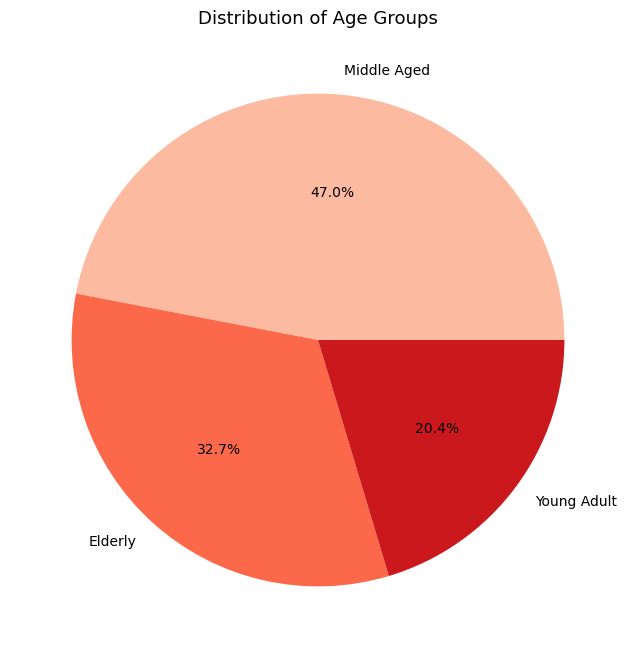 Distribution of Age Groups
Middle Aged
47.0%
32.7%
20.4%
Elderly
Young Adult